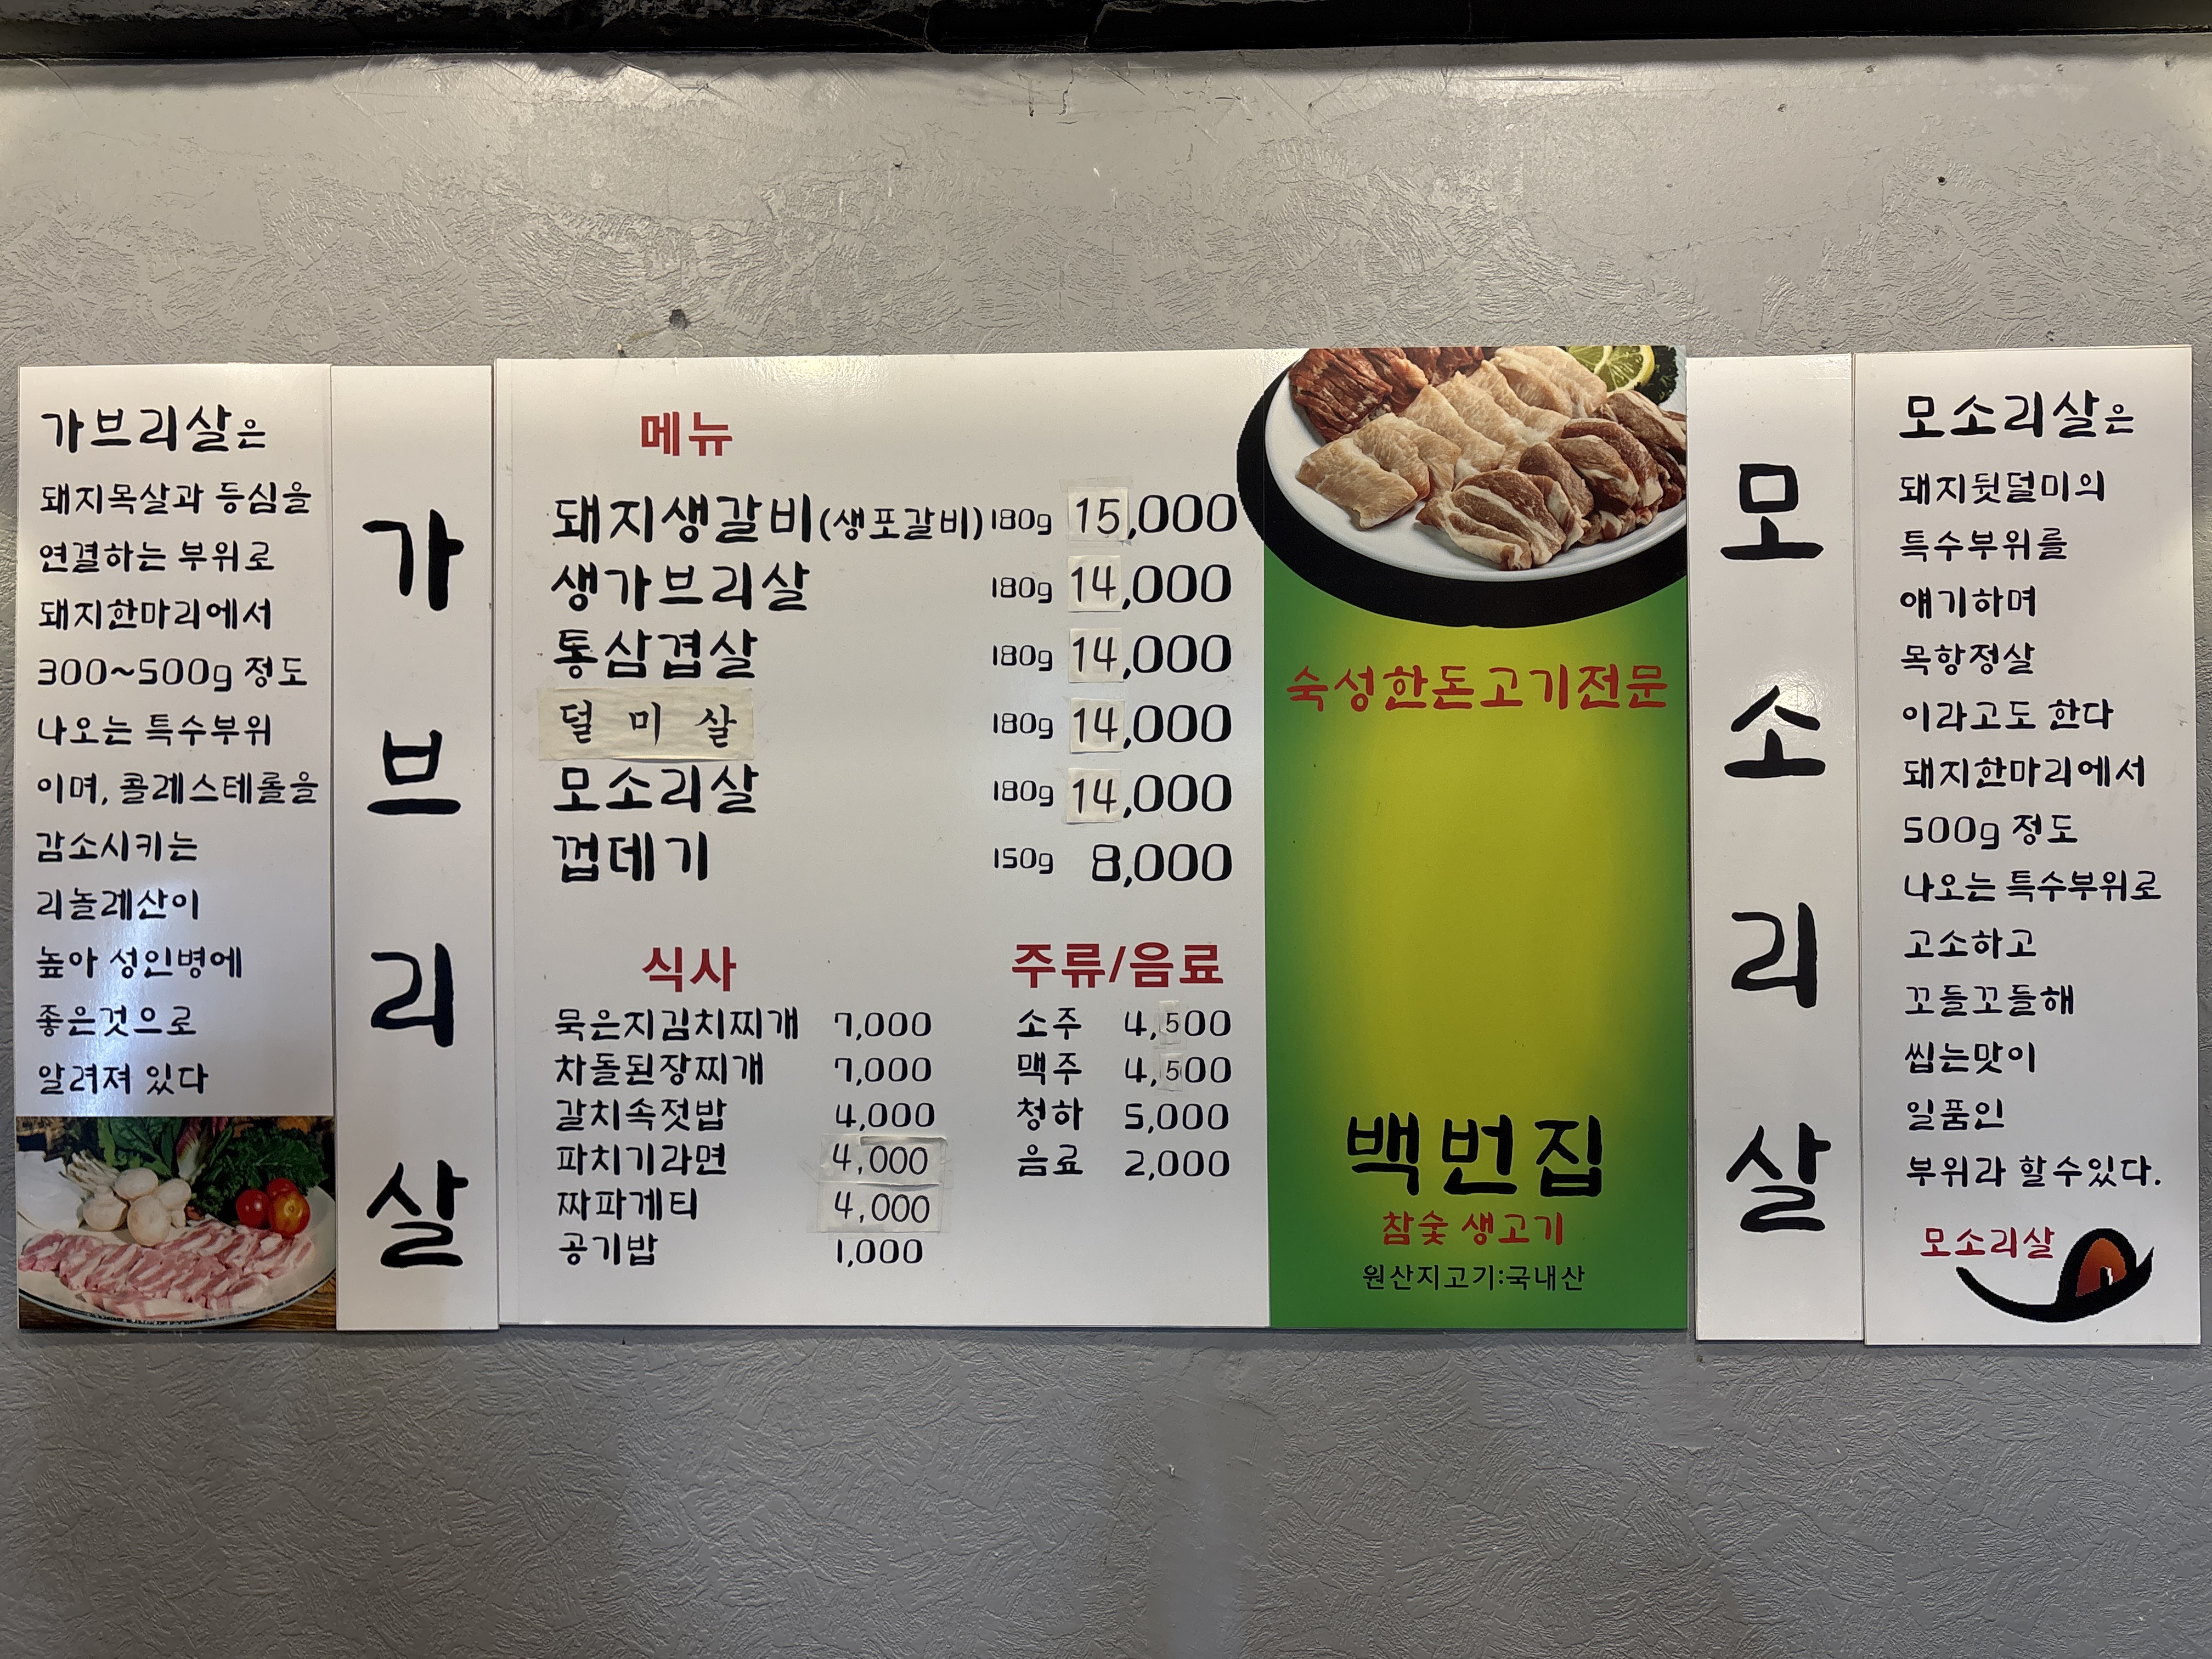 가브리살은
돼지목살과 등심을
연결하는 부위로
돼지한마리에서
300~500g 정도
나오는 특수부위
이며, 콜레스테롤을
감소시키는
리놀레산이
높아 성인병에
좋은것으로
알려져 있다
가브리살
메뉴
돼지생갈비(생포갈비) 180g 15,000
생가브리살 180g 14,000
통삼겹살 180g 14,000
덜미살 180g 14,000
모소리살 180g 14,000
껍데기 150g 8,000
식사
묵은지김치찌개 7,000
차돌된장찌개 7,000
갈치속젓밥 4,000
파치기라면 4,000
짜파게티 4,000
공기밥 1,000
주류/음료
소주 4,500
맥주 4,500
청하 5,000
음료 2,000
숙성한돈고기전문
백번집
참숯 생고기
원산지고기:국내산
모소리살
모소리살은
돼지뒷덜미의
특수부위를
얘기하며
목항정살
이라고도 한다
돼지한마리에서
500g 정도
나오는 특수부위로
고소하고
꼬들꼬들해
씹는맛이
일품인
부위라 할수있다.
모소리살